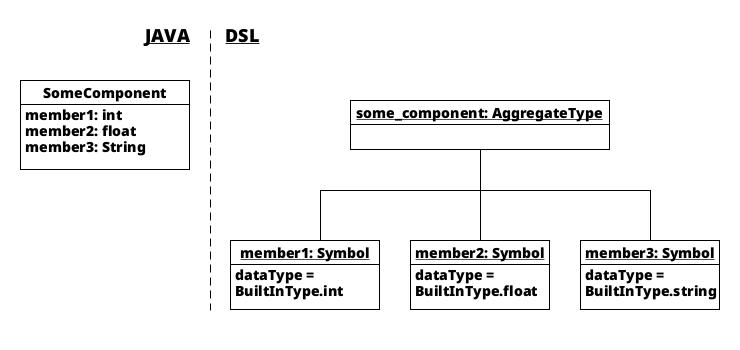 JAVA
DSL
SomeComponent
member1: int
member2: float
member3: String
some_component: AggregateType
member1: Symbol
dataType =
BuiltInType.int
member2: Symbol
dataType =
BuiltInType.float
member3: Symbol
dataType =
BuiltInType.string